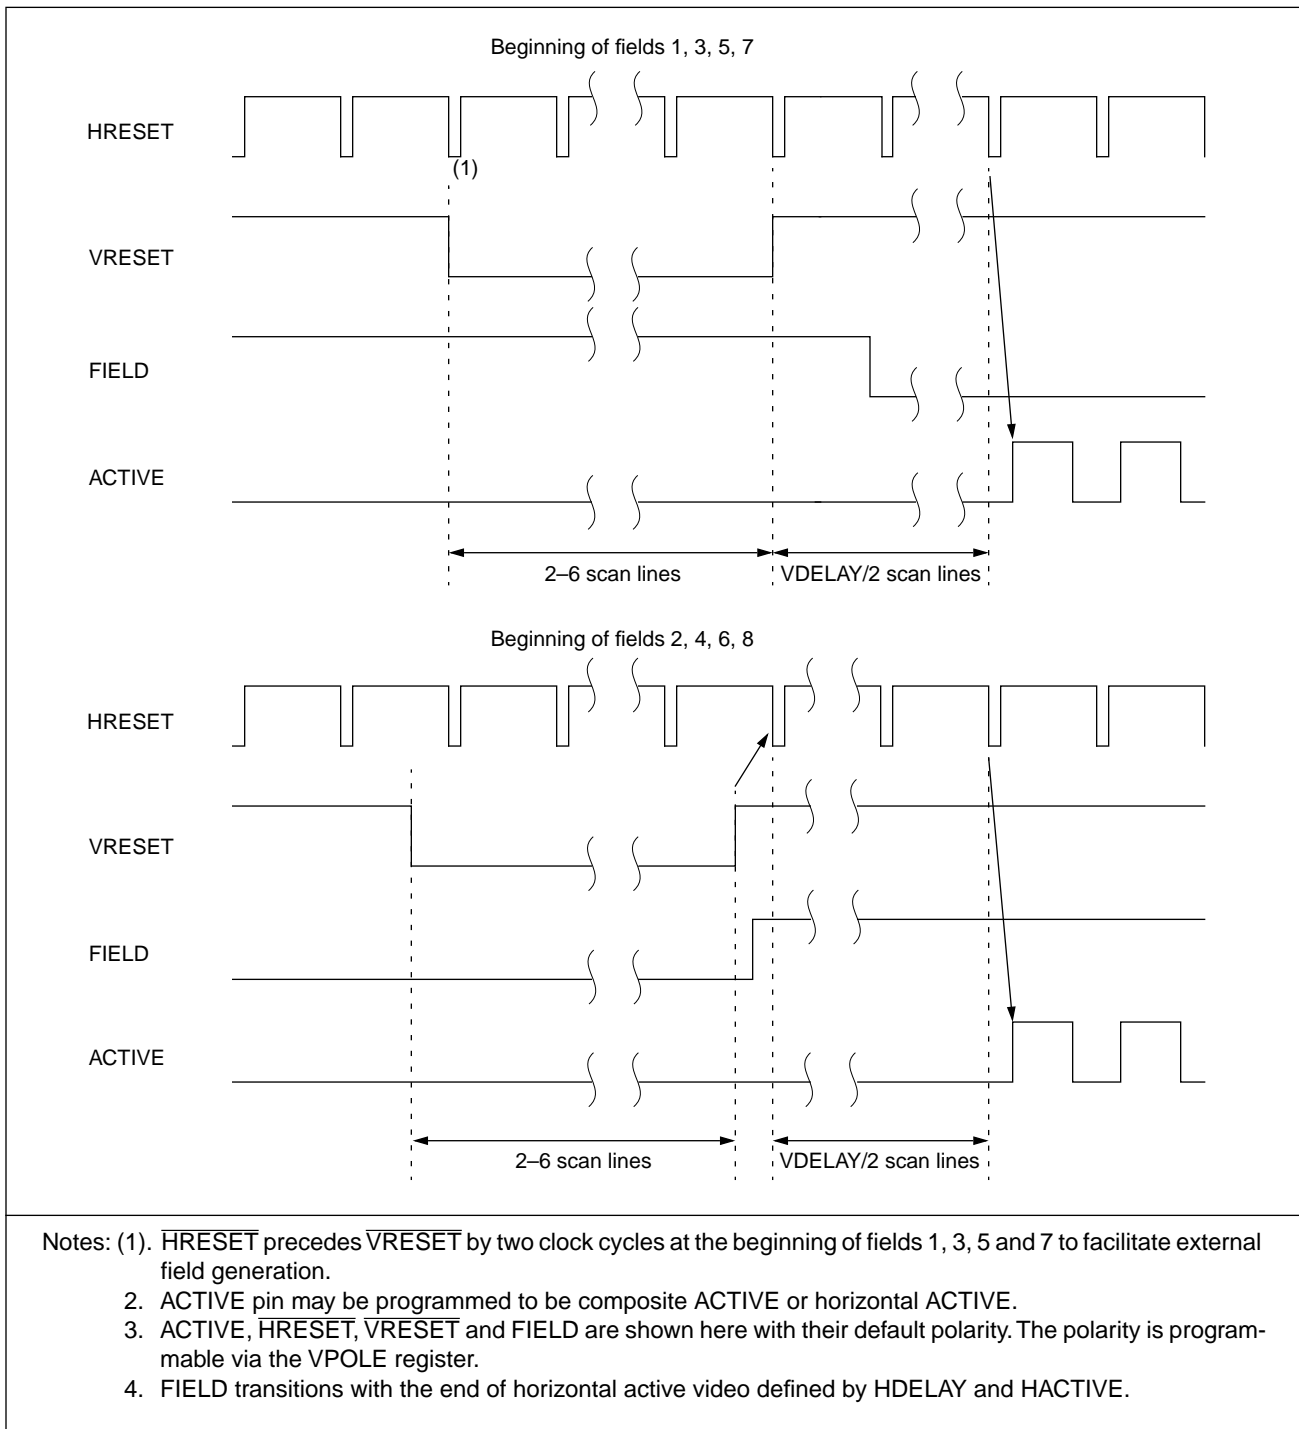 Beginning of fields 1, 3, 5, 7
HRESET
(1)
VRESET
FIELD
ACTIVE
2–6 scan lines
VDELAY/2 scan lines
Beginning of fields 2, 4, 6, 8
HRESET
VRESET
FIELD
ACTIVE
2–6 scan lines
VDELAY/2 scan lines
Notes: (1). HRESET precedes VRESET by two clock cycles at the beginning of fields 1, 3, 5 and 7 to facilitate external
field generation.
2. ACTIVE pin may be programmed to be composite ACTIVE or horizontal ACTIVE.
3. ACTIVE, HRESET, VRESET and FIELD are shown here with their default polarity. The polarity is program-
mable via the VPOLE register.
4. FIELD transitions with the end of horizontal active video defined by HDELAY and HACTIVE.